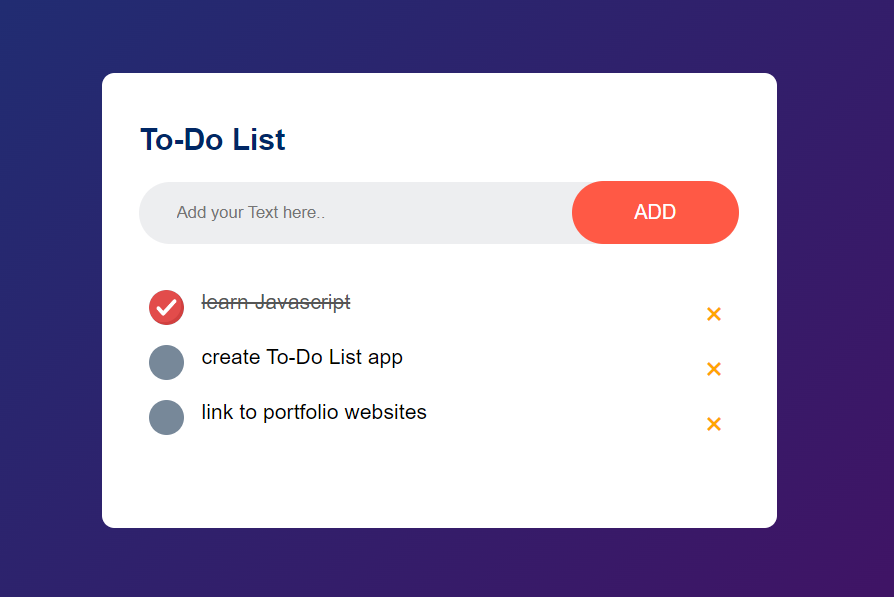 To-Do List
Add your Text here..
ADD
learn Javascript
create To-Do List app
link to portfolio websites